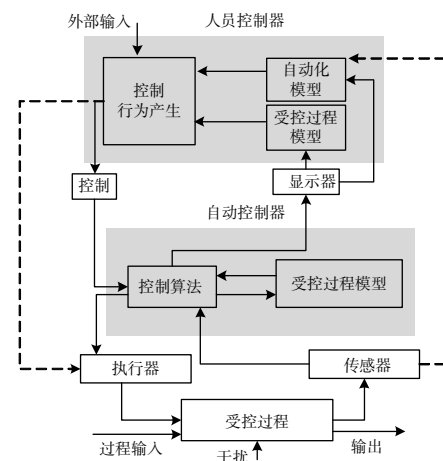 外部输入
人员控制器
控制
行为产生
自动化
模型
受控过程
模型
控制
显示器
自动控制器
控制算法
受控过程模型
执行器
传感器
受控过程
过程输入
输出
干扰